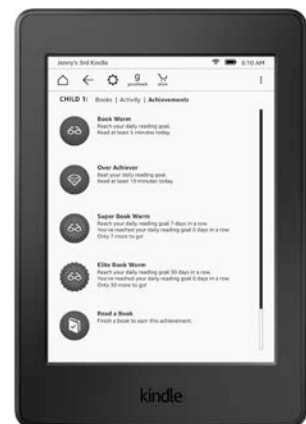 Jonny's 3rd Kindle 8:10 AM
g
goodreads
store
CHILD 1: Books | Activity | Achievements
Book Worm
Reach your daily reading goal.
Read at least 5 minutes today.
Over Achiever
Beat your daily reading goal.
Read at least 10 minutes today.
Super Book Worm
Reach your daily reading goal 7 days in a row.
You've reached your daily reading goal 0 days in a row
Only 7 more to go!
Elite Book Worm
Reach your daily reading goal 30 days in a row.
You've reached your daily reading goal 0 days in a row
Only 30 more to go!
Read a Book
Finish a book to earn this achievement.
kindle